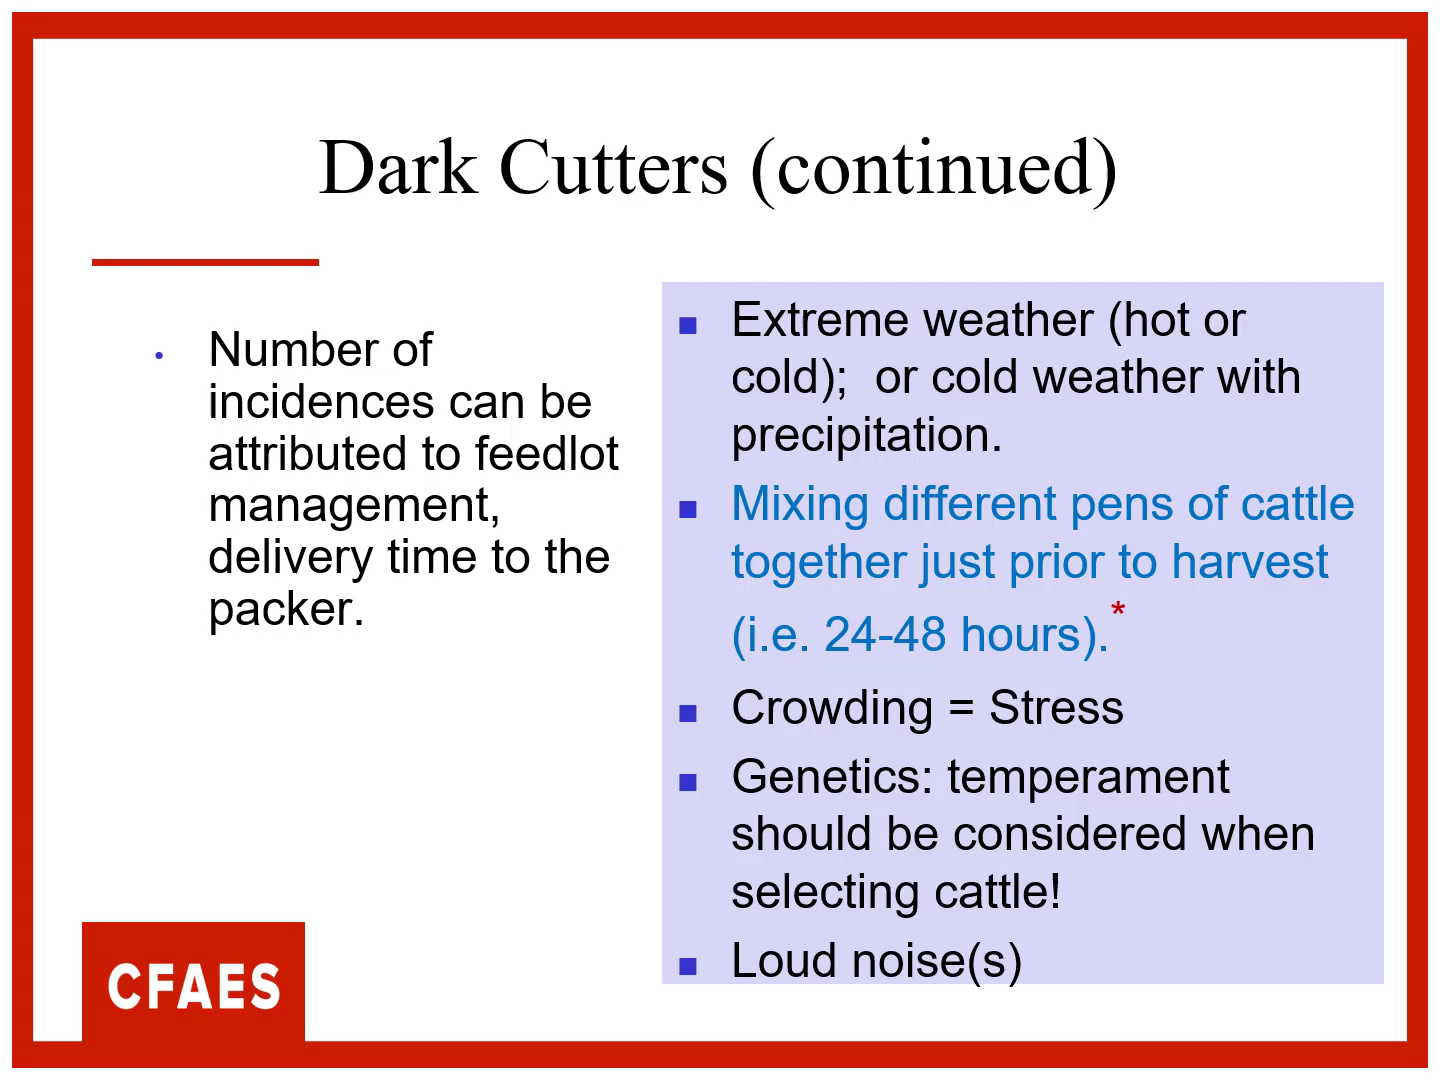 Dark Cutters (continued)
• Number of
incidences can be
attributed to feedlot
management,
delivery time to the
packer.
■ Extreme weather (hot or
cold);  or cold weather with
precipitation.
■ Mixing different pens of cattle
together just prior to harvest
(i.e. 24-48 hours).*
■ Crowding = Stress
■ Genetics: temperament
should be considered when
selecting cattle!
■ Loud noise(s)
CFAES